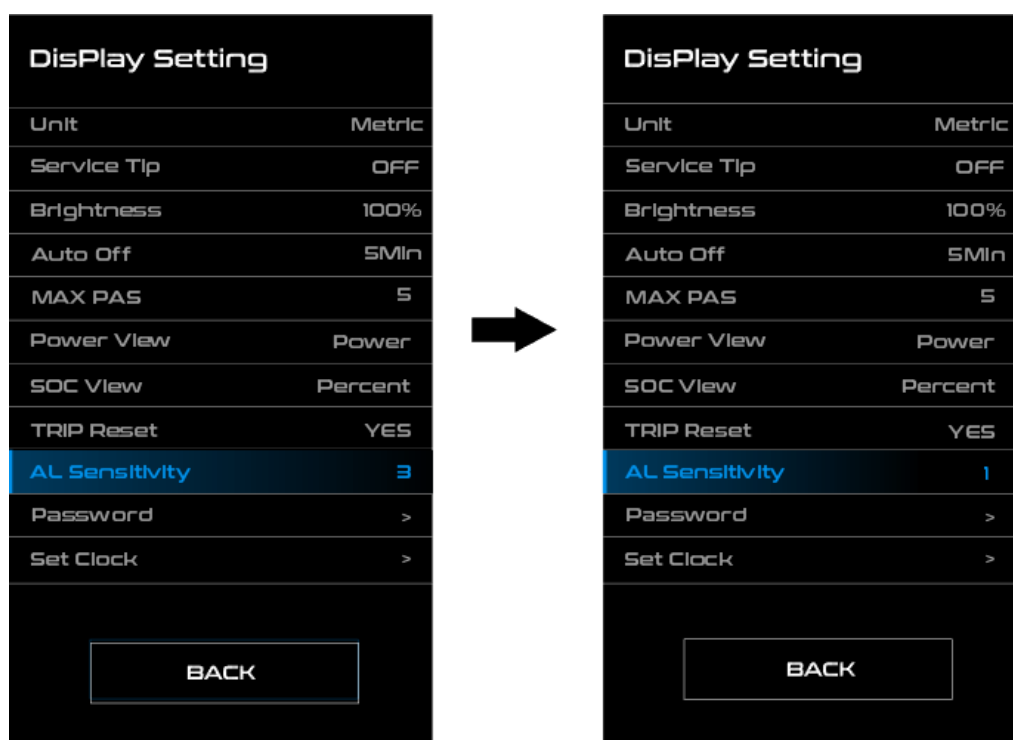 DisPlay Setting
Unit Metric
Service Tip OFF
Brightness 100%
Auto Off 5Min
MAX PAS 5
Power View Power
SOC View Percent
TRIP Reset YES
AL Sensitivity 3
Password >
Set Clock >
BACK
DisPlay Setting
Unit Metric
Service Tip OFF
Brightness 100%
Auto Off 5Min
MAX PAS 5
Power View Power
SOC View Percent
TRIP Reset YES
AL Sensitivity 1
Password >
Set Clock >
BACK